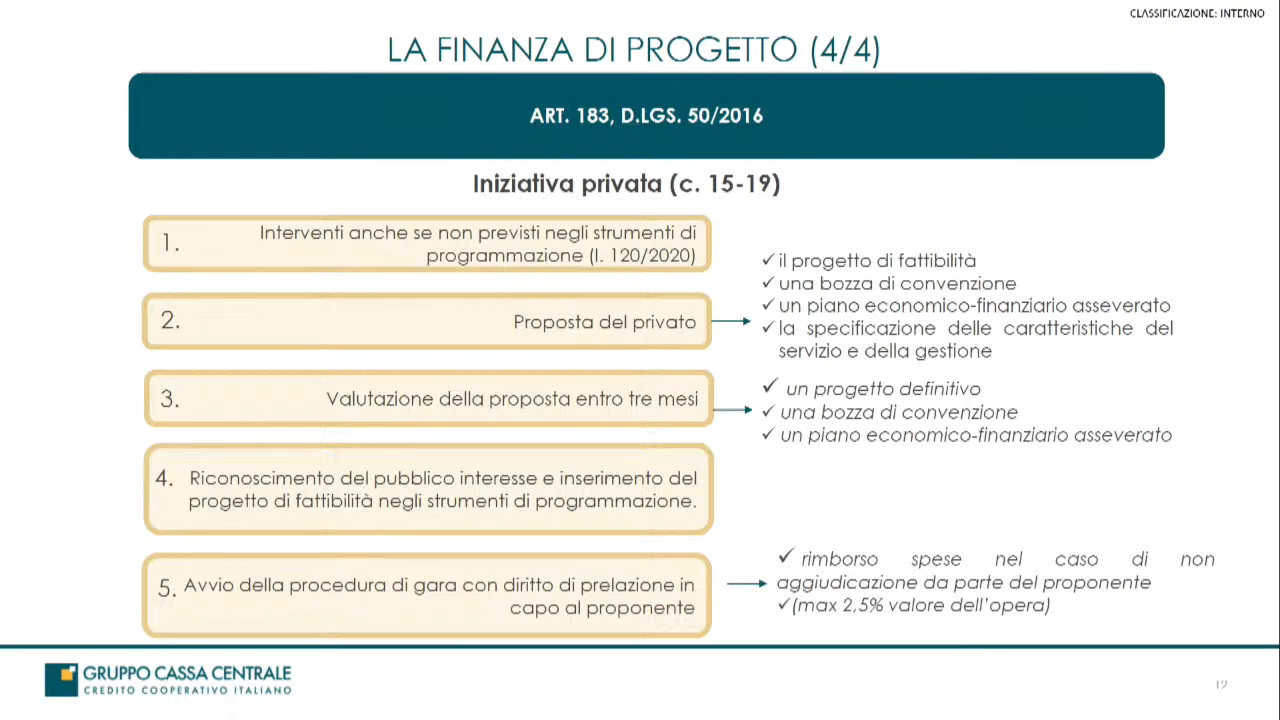 CLASSIFICAZIONE: INTERNO
LA FINANZA DI PROGETTO (4/4)
ART. 183, D.LGS. 50/2016
Iniziativa privata (c. 15-19)
1. Interventi anche se non previsti negli strumenti di
programmazione (l. 120/2020)
2. Proposta del privato
✓ il progetto di fattibilità
✓ una bozza di convenzione
✓ un piano economico-finanziario asseverato
✓ la specificazione delle caratteristiche del
servizio e della gestione
3. Valutazione della proposta entro tre mesi
✓ un progetto definitivo
✓ una bozza di convenzione
✓ un piano economico-finanziario asseverato
4. Riconoscimento del pubblico interesse e inserimento del
progetto di fattibilità negli strumenti di programmazione.
5. Avvio della procedura di gara con diritto di prelazione in
capo al proponente
✓ rimborso spese nel caso di non
aggiudicazione da parte del proponente
✓ (max 2,5% valore dell'opera)
GRUPPO CASSA CENTRALE
CREDITO COOPERATIVO ITALIANO
12